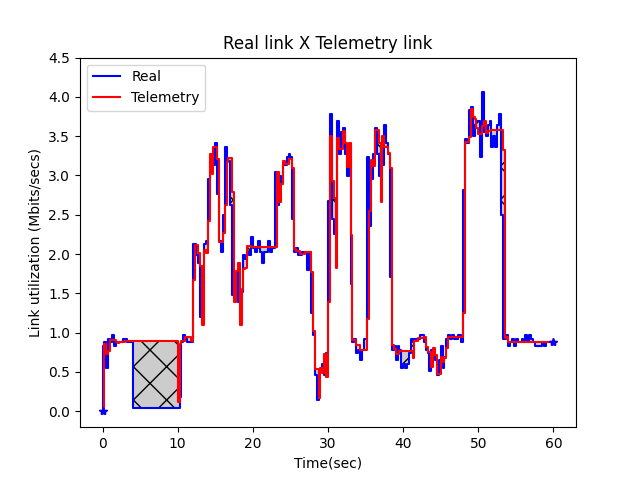 Real link X Telemetry link
Real
Telemetry
Link utilization (Mbits/secs)
4.5
4.0
3.5
3.0
2.5
2.0
1.5
1.0
0.5
0.0
0 10 20 30 40 50 60
Time(sec)